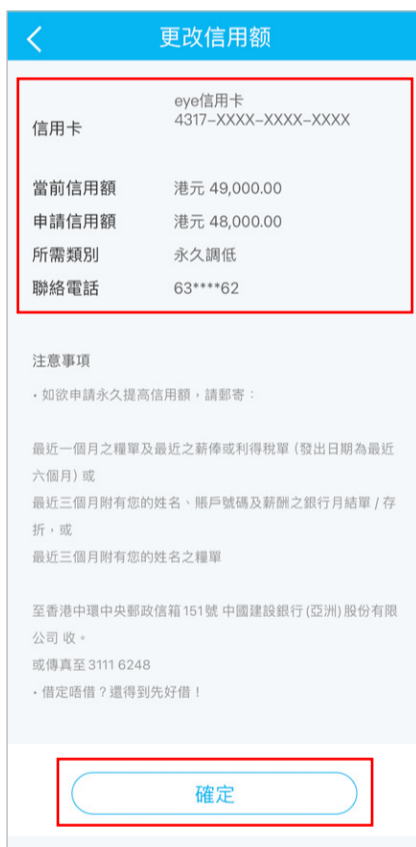 更改信用额
eye信用卡
信用卡 4317-XXXX-XXXX-XXXX
當前信用額 港元 49,000.00
申請信用額 港元 48,000.00
所需類別 永久調低
聯絡電話 63****62
注意事項
•如欲申請永久提高信用額，請郵寄：
最近一個月之糧單及最近之薪俸或利得稅單 (發出日期為最近
六個月) 或
最近三個月附有您的姓名、賬戶號碼及薪酬之銀行月結單 / 存
折，或
最近三個月附有您的姓名之糧單
至香港中環中央郵政信箱151號 中國建設銀行(亞洲)股份有限
公司 收。
或傳真至3111 6248
•借定唔借？還得到先好借！
確定